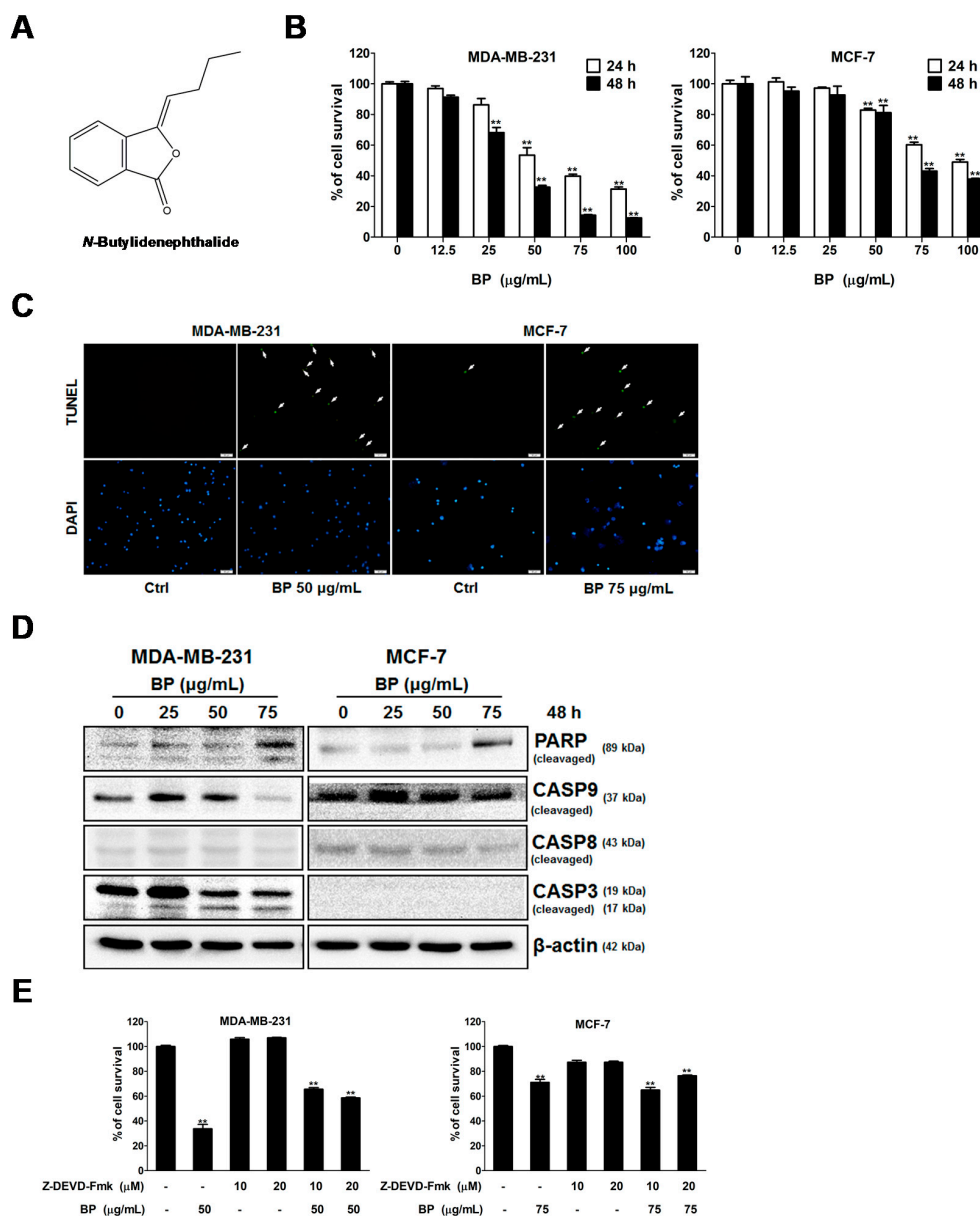 A
O
O
N-Butylidenephthalide
B
MDA-MB-231
24 h
48 h
% of cell survival
120
100
80
60
40
20
0
** ** ** ** ** ** **
0 12.5 25 50 75 100
BP (μg/mL)
MCF-7
24 h
48 h
% of cell survival
120
100
80
60
40
20
0
** ** ** ** ** **
0 12.5 25 50 75 100
BP (μg/mL)
C
MDA-MB-231 MCF-7
TUNEL
DAPI
Ctrl BP 50 μg/mL Ctrl BP 75 μg/mL
D
MDA-MB-231 MCF-7
BP (μg/mL) BP (μg/mL)
0 25 50 75 0 25 50 75 48 h
PARP (89 kDa)
(cleavaged)
CASP9 (37 kDa)
(cleavaged)
CASP8 (43 kDa)
(cleavaged)
CASP3 (19 kDa)
(cleavaged) (17 kDa)
β-actin (42 kDa)
E
MDA-MB-231
% of cell survival
120
100
80
60
40
20
0
** ** **
MCF-7
% of cell survival
120
100
80
60
40
20
0
** ** **
Z-DEVD-Fmk (μM) - - 10 20 10 20
BP (μg/mL) - 50 - - 50 50
Z-DEVD-Fmk (μM) - - 10 20 10 20
BP (μg/mL) - 75 - - 75 75